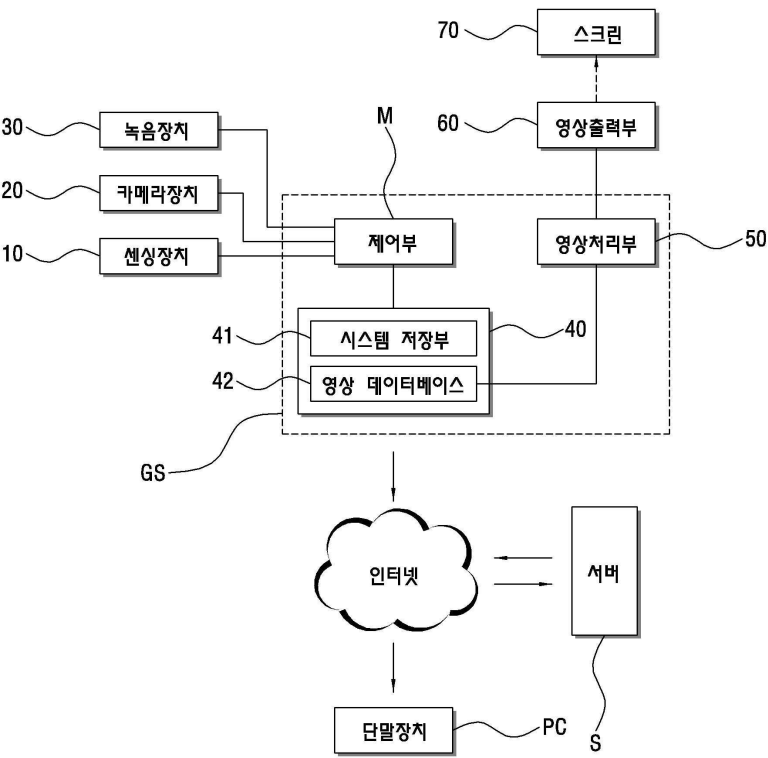 70
스크린
60
영상출력부
30
녹음장치
M
20
카메라장치
제어부
영상처리부
50
10
센싱장치
41
시스템 저장부
40
42
영상 데이터베이스
GS
인터넷
서버
단말장치
PC
S